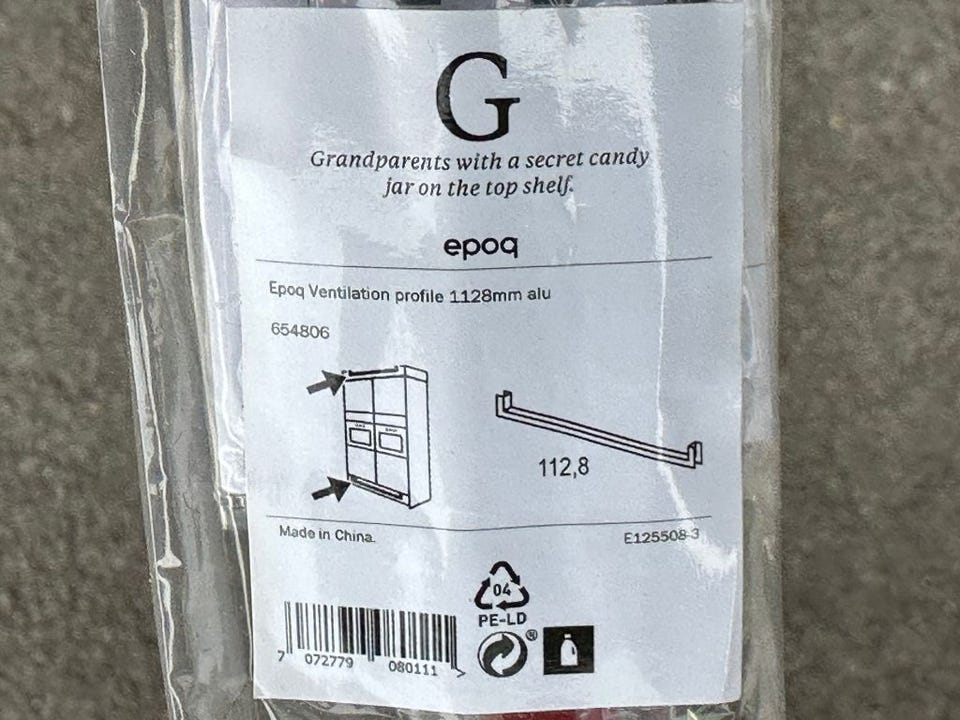 G
Grandparents with a secret candy
jar on the top shelf.
epoq
Epoq Ventilation profile 1128mm alu
654806
112,8
Made in China.
E125508-3
04
PE-LD
®
7 072779 080111 >